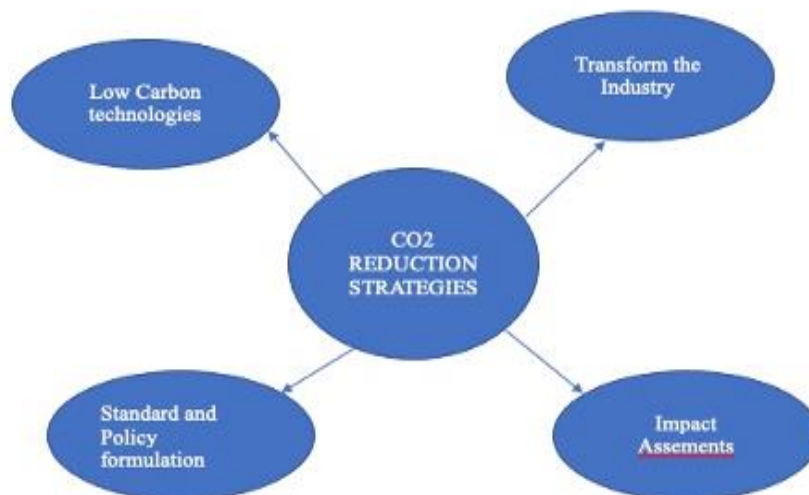 Low Carbon
technologies
Transform the
Industry
CO2
REDUCTION
STRATEGIES
Standard and
Policy
formulation
Impact
Assements